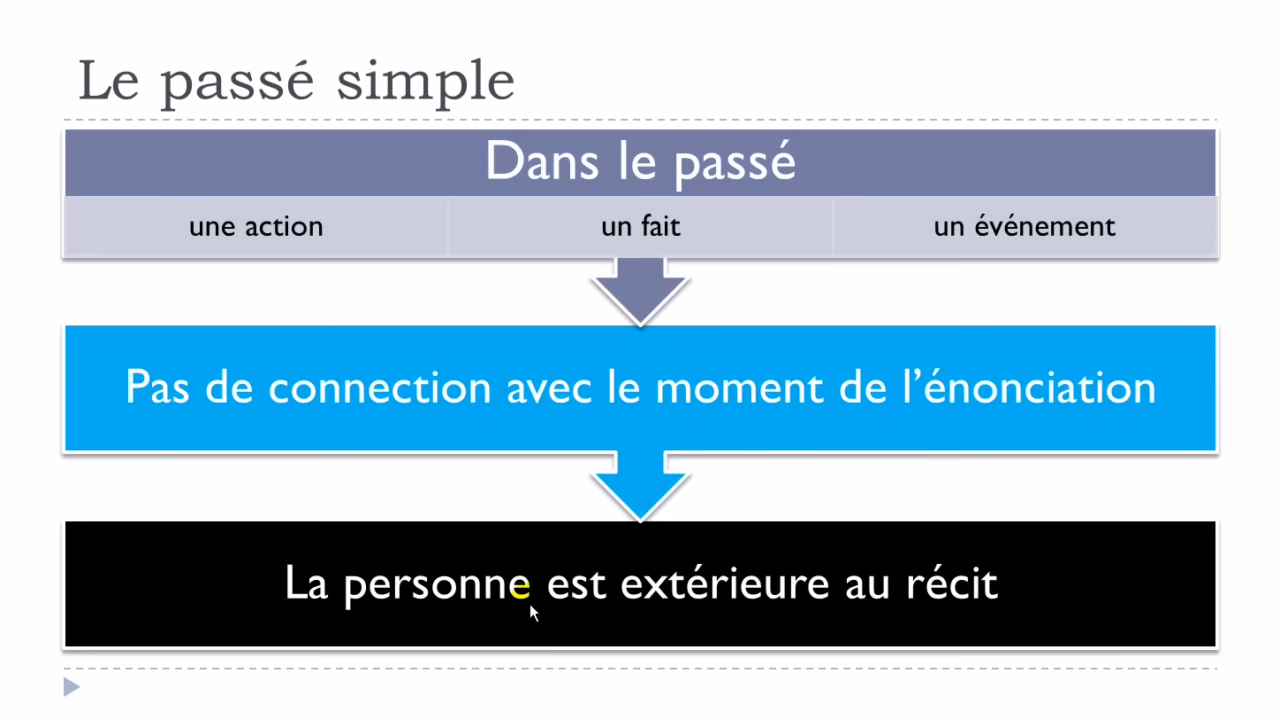 Le passé simple
Dans le passé
une action
un fait
un événement
Pas de connection avec le moment de l’énonciation
La personne est extérieure au récit